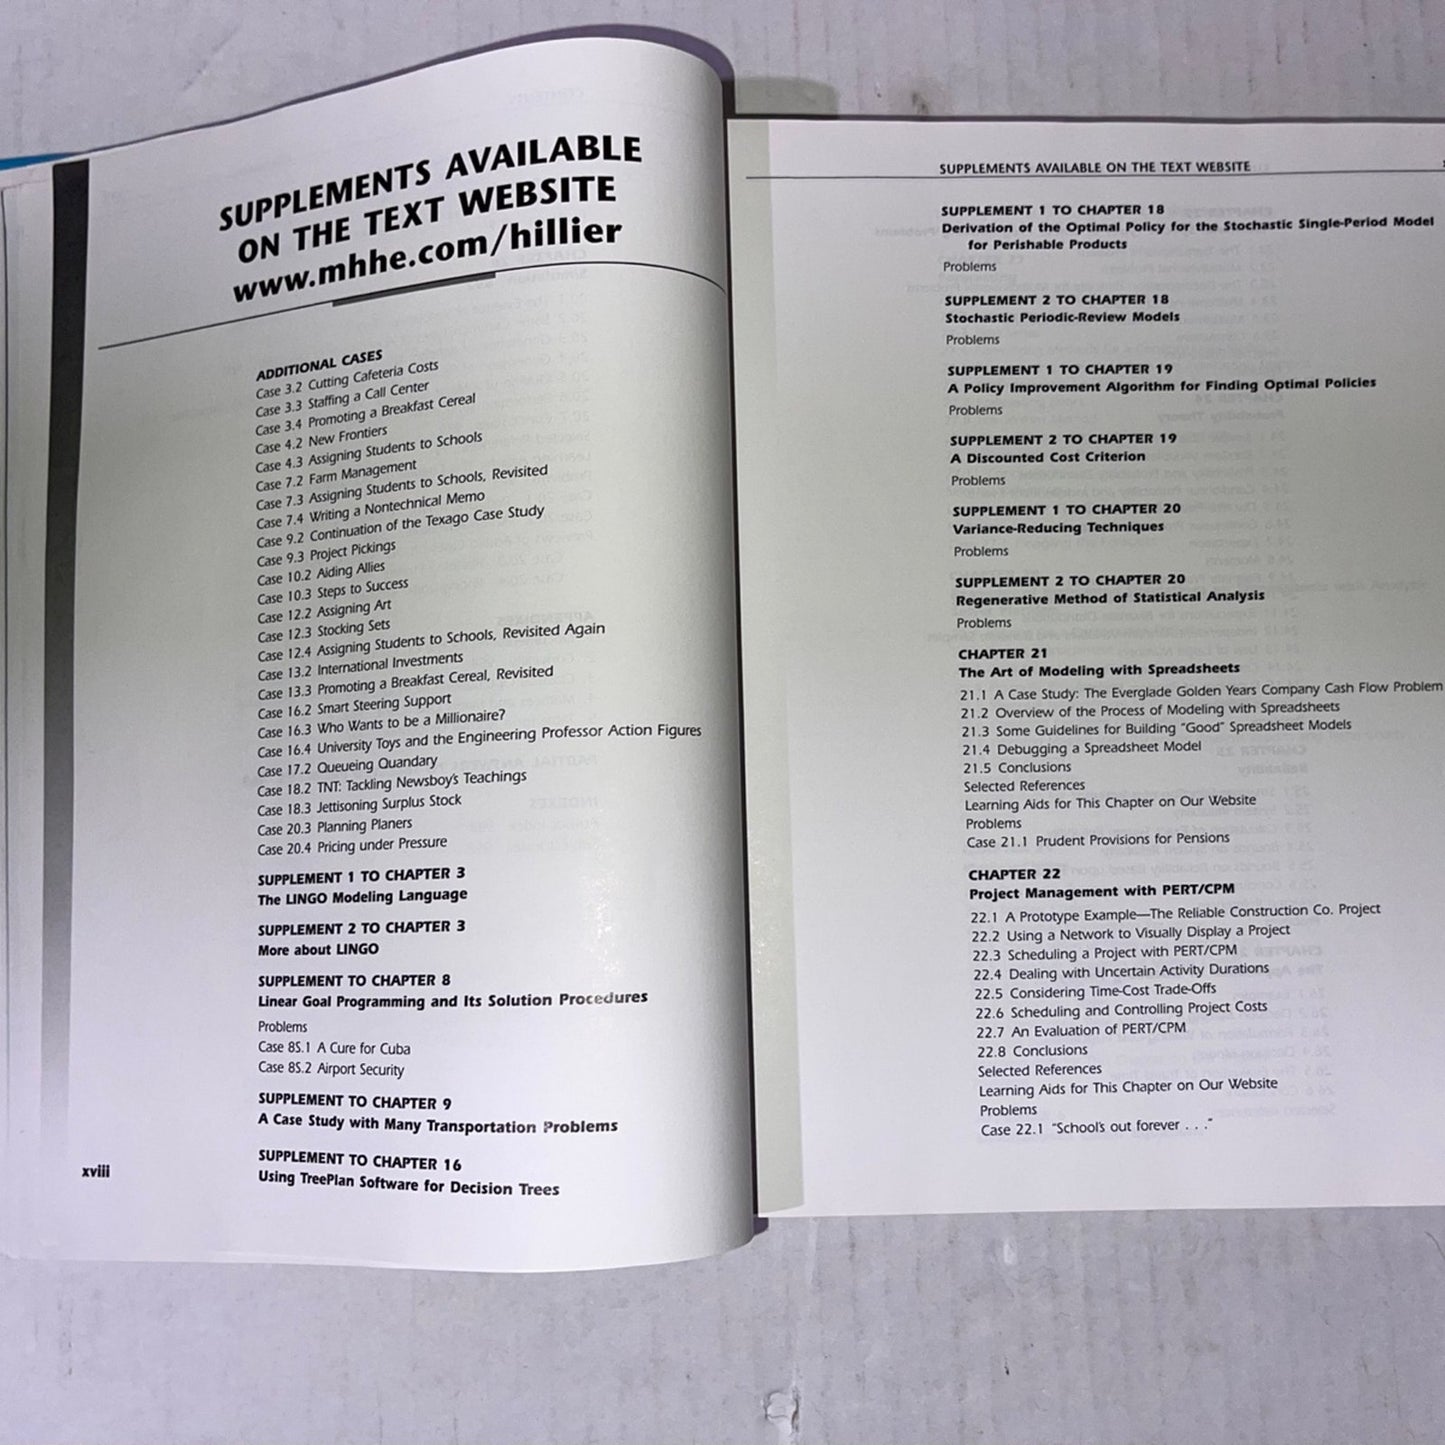 SUPPLEMENTS AVAILABLE
ON THE TEXT WEBSITE
www.mhhe.com/hillier
ADDITIONAL CASES
Case 3.2 Cutting Cafeteria Costs
Case 3.3 Staffing a Call Center
Case 3.4 Promoting a Breakfast Cereal
Case 4.2 New Frontiers
Case 4.3 Assigning Students to Schools
Case 7.2 Farm Management
Case 7.3 Assigning Students to Schools, Revisited
Case 7.4 Writing a Nontechnical Memo
Case 9.2 Continuation of the Texago Case Study
Case 9.3 Project Pickings
Case 10.2 Aiding Allies
Case 10.3 Steps to Success
Case 12.2 Assigning Art
Case 12.3 Stocking Sets
Case 12.4 Assigning Students to Schools, Revisited Again
Case 13.2 International Investments
Case 13.3 Promoting a Breakfast Cereal, Revisited
Case 16.2 Smart Steering Support
Case 16.3 Who Wants to be a Millionaire?
Case 16.4 University Toys and the Engineering Professor Action Figures
Case 17.2 Queueing Quandary
Case 18.2 TNT: Tackling Newsboy's Teachings
Case 18.3 Jettisoning Surplus Stock
Case 20.3 Planning Planers
Case 20.4 Pricing under Pressure
SUPPLEMENT 1 TO CHAPTER 3
The LINGO Modeling Language
SUPPLEMENT 2 TO CHAPTER 3
More about LINGO
SUPPLEMENT TO CHAPTER 8
Linear Goal Programming and Its Solution Procedures
Problems
Case 8S.1 A Cure for Cuba
Case 8S.2 Airport Security
SUPPLEMENT TO CHAPTER 9
A Case Study with Many Transportation Problems
SUPPLEMENT TO CHAPTER 16
Using TreePlan Software for Decision Trees
xviii
SUPPLEMENTS AVAILABLE ON THE TEXT WEBSITE
SUPPLEMENT 1 TO CHAPTER 18
Derivation of the Optimal Policy for the Stochastic Single-Period Model
for Perishable Products
Problems
SUPPLEMENT 2 TO CHAPTER 18
Stochastic Periodic-Review Models
Problems
SUPPLEMENT 1 TO CHAPTER 19
A Policy Improvement Algorithm for Finding Optimal Policies
Problems
SUPPLEMENT 2 TO CHAPTER 19
A Discounted Cost Criterion
Problems
SUPPLEMENT 1 TO CHAPTER 20
Variance-Reducing Techniques
Problems
SUPPLEMENT 2 TO CHAPTER 20
Regenerative Method of Statistical Analysis
Problems
CHAPTER 21
The Art of Modeling with Spreadsheets
21.1 A Case Study: The Everglade Golden Years Company Cash Flow Problem
21.2 Overview of the Process of Modeling with Spreadsheets
21.3 Some Guidelines for Building "Good" Spreadsheet Models
21.4 Debugging a Spreadsheet Model
21.5 Conclusions
Selected References
Learning Aids for This Chapter on Our Website
Problems
Case 21.1 Prudent Provisions for Pensions
CHAPTER 22
Project Management with PERT/CPM
22.1 A Prototype Example—The Reliable Construction Co. Project
22.2 Using a Network to Visually Display a Project
22.3 Scheduling a Project with PERT/CPM
22.4 Dealing with Uncertain Activity Durations
22.5 Considering Time-Cost Trade-Offs
22.6 Scheduling and Controlling Project Costs
22.7 An Evaluation of PERT/CPM
22.8 Conclusions
Selected References
Learning Aids for This Chapter on Our Website
Problems
Case 22.1 "School's out forever . . ."